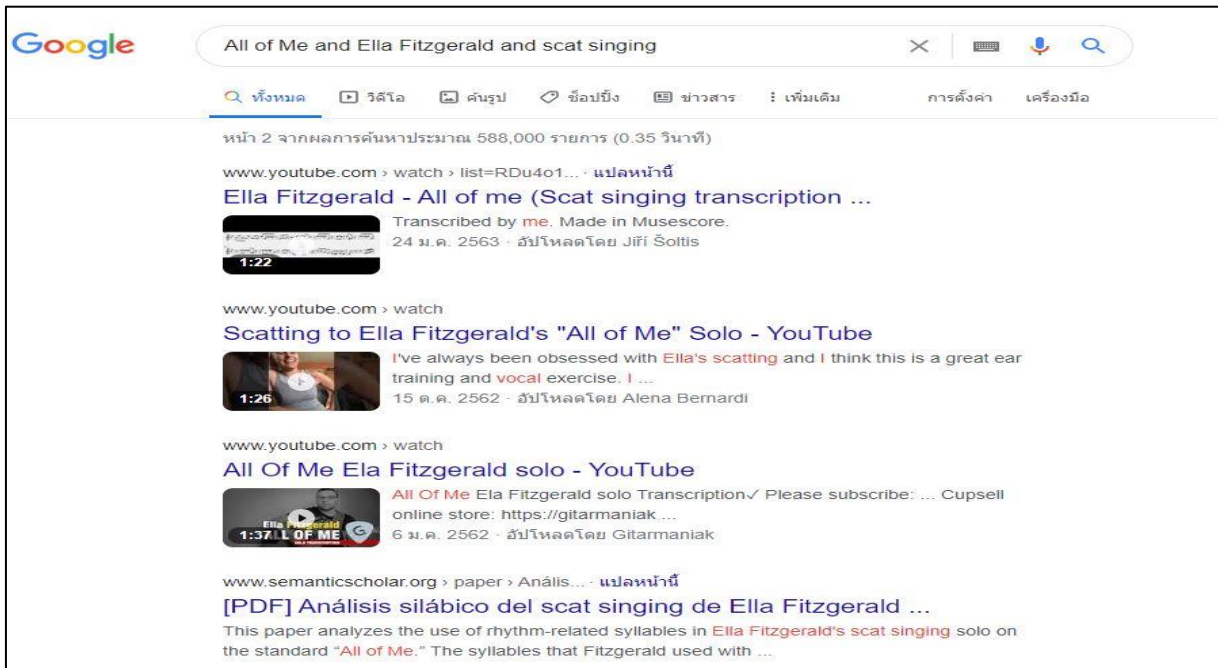 Google
All of Me and Ella Fitzgerald and scat singing
ทั้งหมด วิดีโอ ค้นรูป ช็อปปิ้ง ข่าวสาร เพิ่มเติม การตั้งค่า เครื่องมือ
หน้า 2 จากผลการค้นหาประมาณ 588,000 รายการ (0.35 วินาที)
www.youtube.com › watch › list=RDu4o1... · แปลหน้านี้
Ella Fitzgerald - All of me (Scat singing transcription ...
Transcribed by me. Made in Musescore.
24 ม.ค. 2563 · อัปโหลดโดย Jiří Šoltis
1:22
www.youtube.com › watch
Scatting to Ella Fitzgerald's "All of Me" Solo - YouTube
I've always been obsessed with Ella's scatting and I think this is a great ear
training and vocal exercise. I ...
15 ต.ค. 2562 · อัปโหลดโดย Alena Bernardi
1:26
www.youtube.com › watch
All Of Me Ela Fitzgerald solo - YouTube
All Of Me Ela Fitzgerald solo Transcription✓ Please subscribe: ... Cupsell
online store: https://gitarmaniak ...
6 ม.ค. 2562 · อัปโหลดโดย Gitarmaniak
Ella Fitzgerald
ALL OF ME
1:37
www.semanticscholar.org › paper › Anális... · แปลหน้านี้
[PDF] Análisis silábico del scat singing de Ella Fitzgerald ...
This paper analyzes the use of rhythm-related syllables in Ella Fitzgerald's scat singing solo on
the standard “All of Me.” The syllables that Fitzgerald used with ...